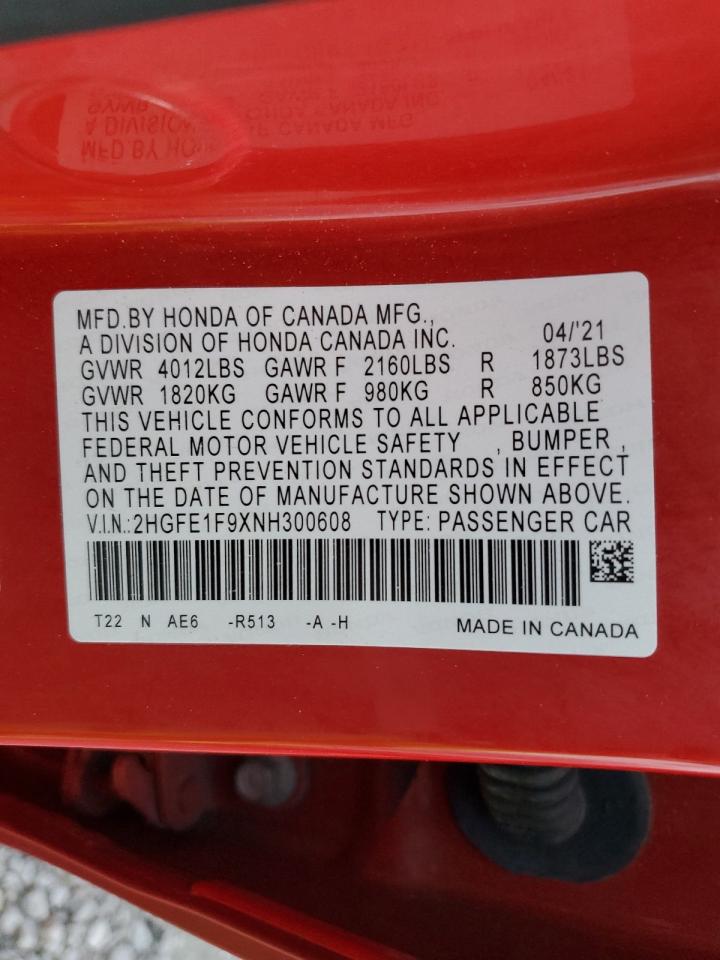 MFD.BY HONDA OF CANADA MFG.,
A DIVISION OF HONDA CANADA INC. 04/'21
GVWR 4012LBS GAWR F 2160LBS R 1873LBS
GVWR 1820KG GAWR F 980KG R 850KG
THIS VEHICLE CONFORMS TO ALL APPLICABLE
FEDERAL MOTOR VEHICLE SAFETY , BUMPER ,
AND THEFT PREVENTION STANDARDS IN EFFECT
ON THE DATE OF MANUFACTURE SHOWN ABOVE.
V.I.N.:2HGFE1F9XNH300608 TYPE: PASSENGER CAR
T22 N AE6 -R513 -A -H MADE IN CANADA